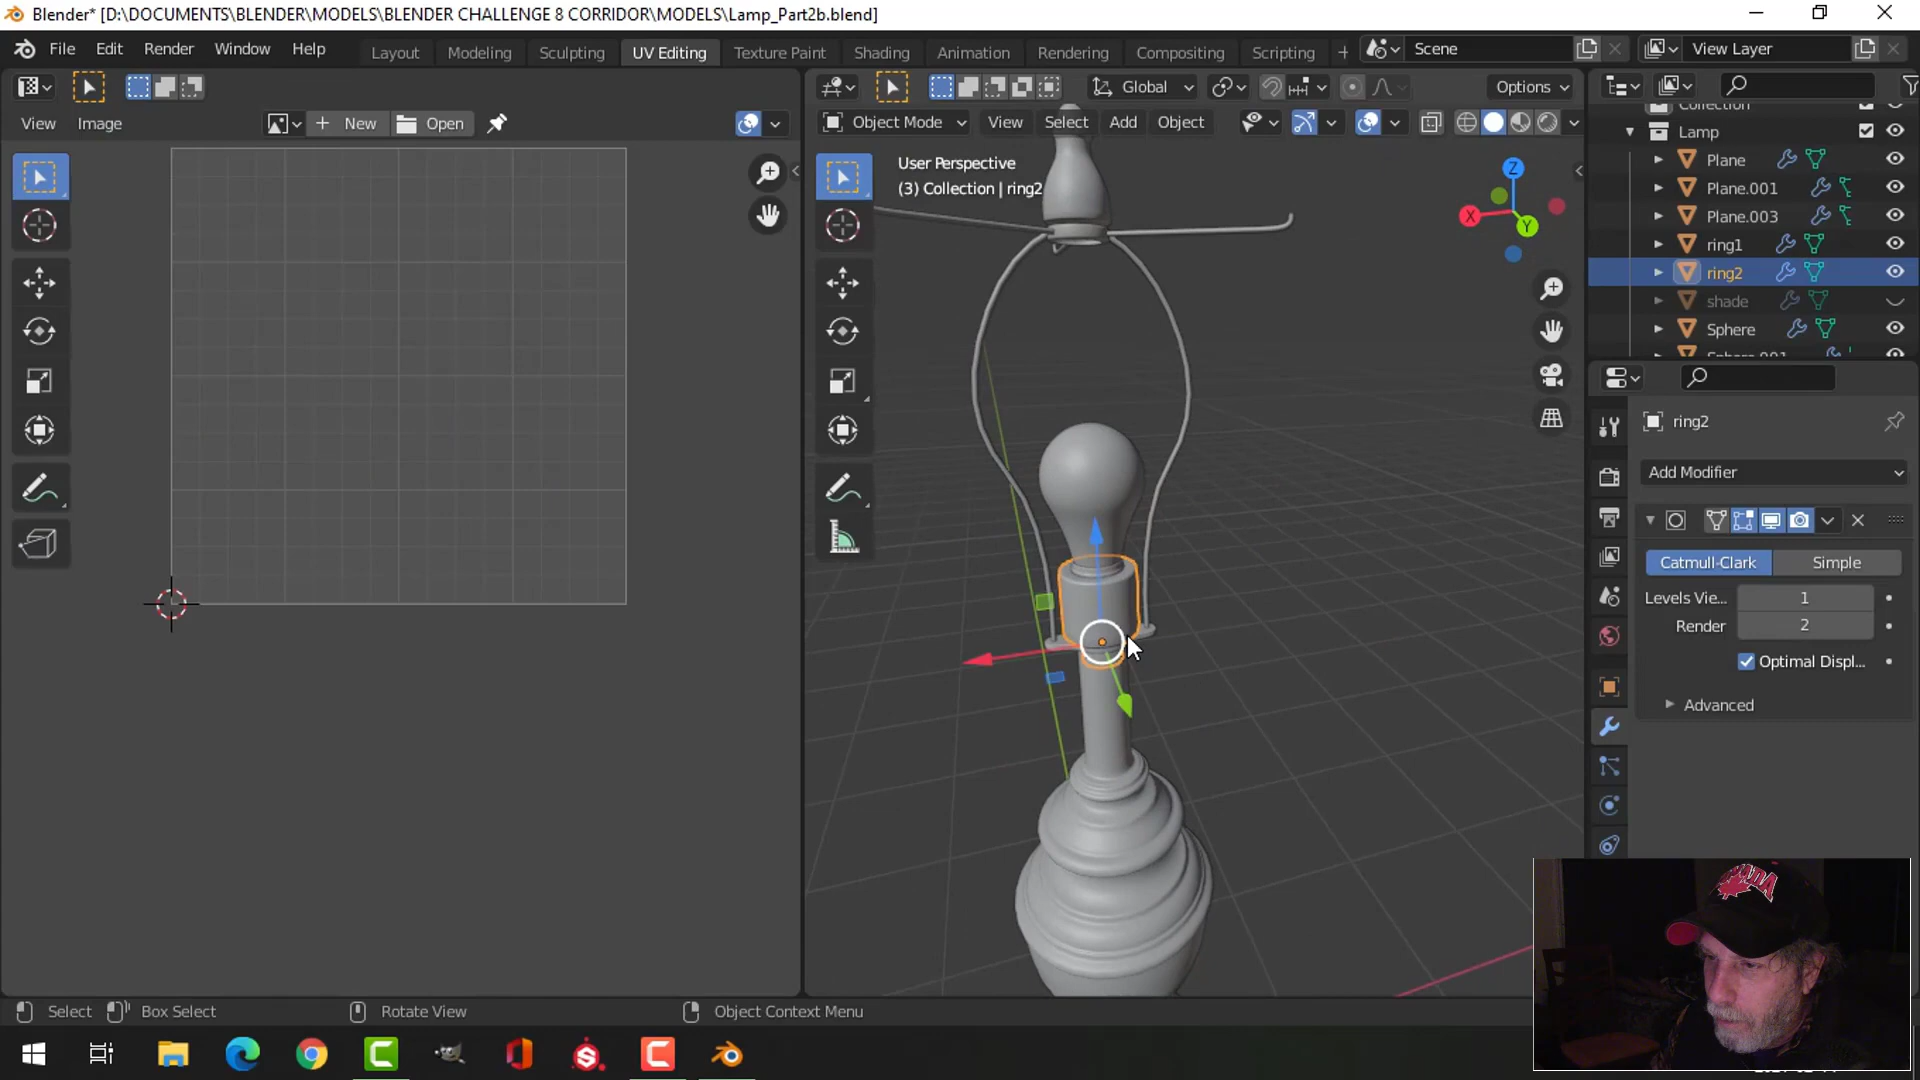 Blender* [D:\DOCUMENTS\BLENDER\MODELS\BLENDER CHALLENGE 8 CORRIDOR\MODELS\Lamp_Part2b.blend]
File Edit Render Window Help
Layout Modeling Sculpting UV Editing Texture Paint Shading Animation Rendering Compositing Scripting
Scene
View Layer
Global
Options
View Image
New Open
Object Mode View Select Add Object
User Perspective
(3) Collection | ring2
Z
X
Y
Collection
Lamp
Plane
Plane.001
Plane.003
ring1
ring2
shade
Sphere
Sphere.001
ring2
Add Modifier
Catmull-Clark Simple
Levels Vie... 1
Render 2
Optimal Displ...
Advanced
Select Box Select Rotate View Object Context Menu